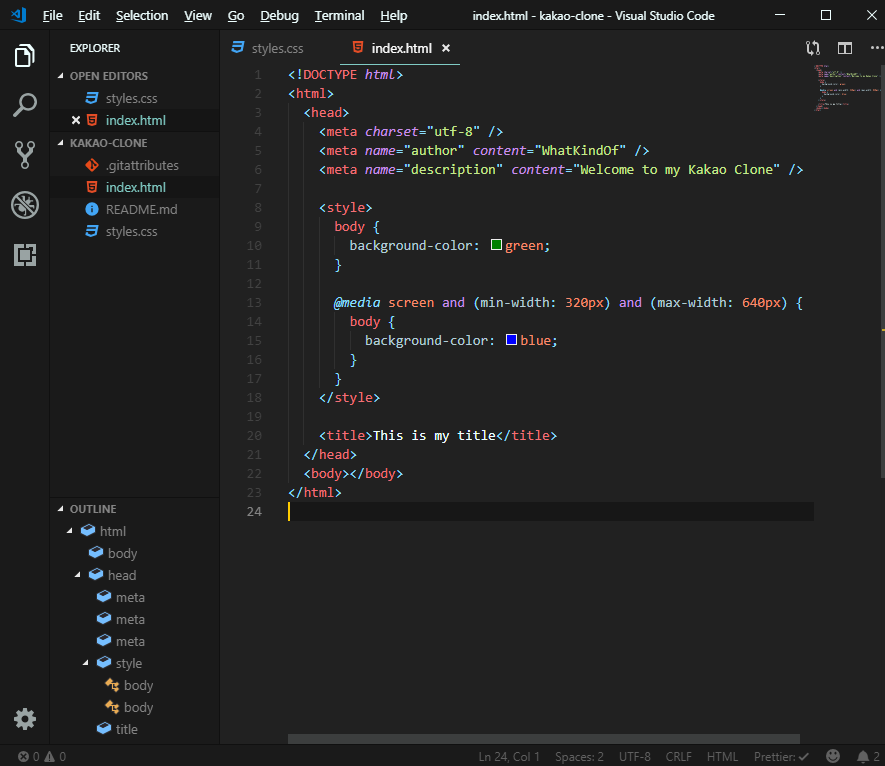 File Edit Selection View Go Debug Terminal Help index.html - kakao-clone - Visual Studio Code
EXPLORER
OPEN EDITORS
styles.css
index.html
KAKAO-CLONE
.gitattributes
index.html
README.md
styles.css
OUTLINE
html
body
head
meta
meta
meta
style
body
body
title
styles.css index.html
1 <!DOCTYPE html>
2 <html>
3 <head>
4 <meta charset="utf-8" />
5 <meta name="author" content="WhatKindOf" />
6 <meta name="description" content="Welcome to my Kakao Clone" />
7
8 <style>
9 body {
10 background-color: green;
11 }
12
13 @media screen and (min-width: 320px) and (max-width: 640px) {
14 body {
15 background-color: blue;
16 }
17 }
18 </style>
19
20 <title>This is my title</title>
21 </head>
22 <body></body>
23 </html>
24
0 0 Ln 24, Col 1 Spaces: 2 UTF-8 CRLF HTML Prettier: ✓ 2